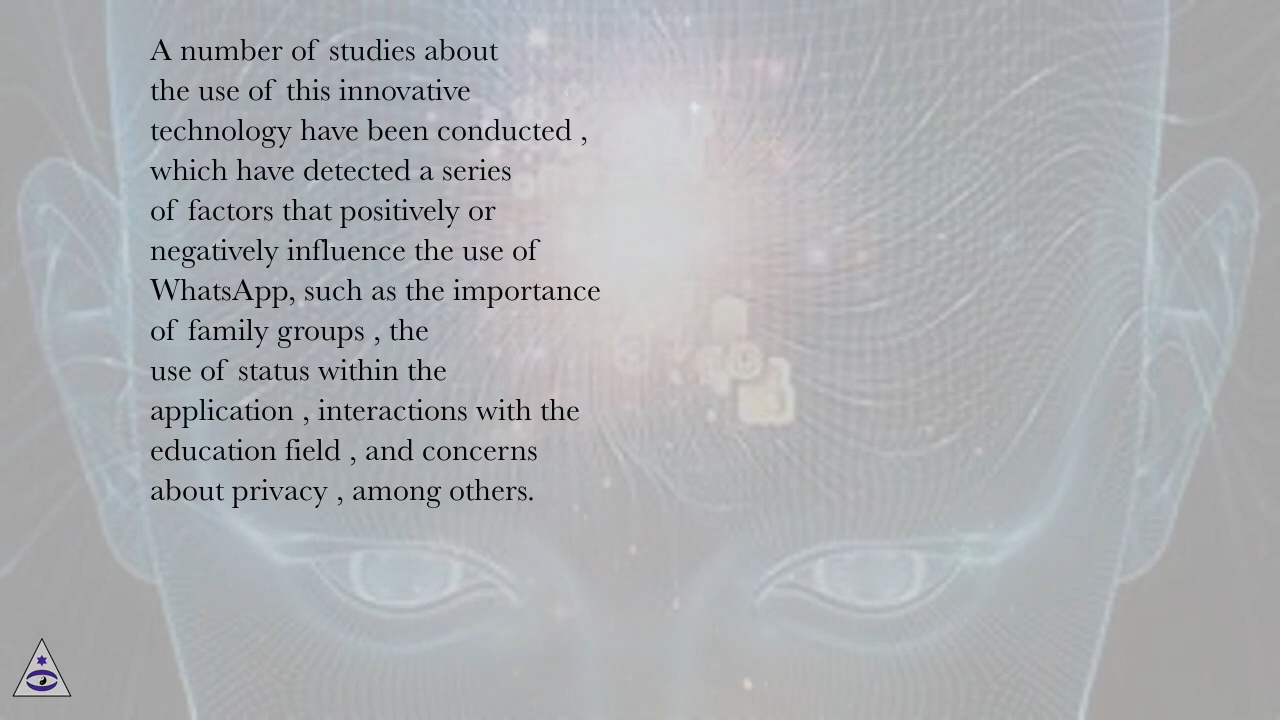 A number of studies about
the use of this innovative
technology have been conducted ,
which have detected a series
of factors that positively or
negatively influence the use of
WhatsApp, such as the importance
of family groups , the
use of status within the
application , interactions with the
education field , and concerns
about privacy , among others.